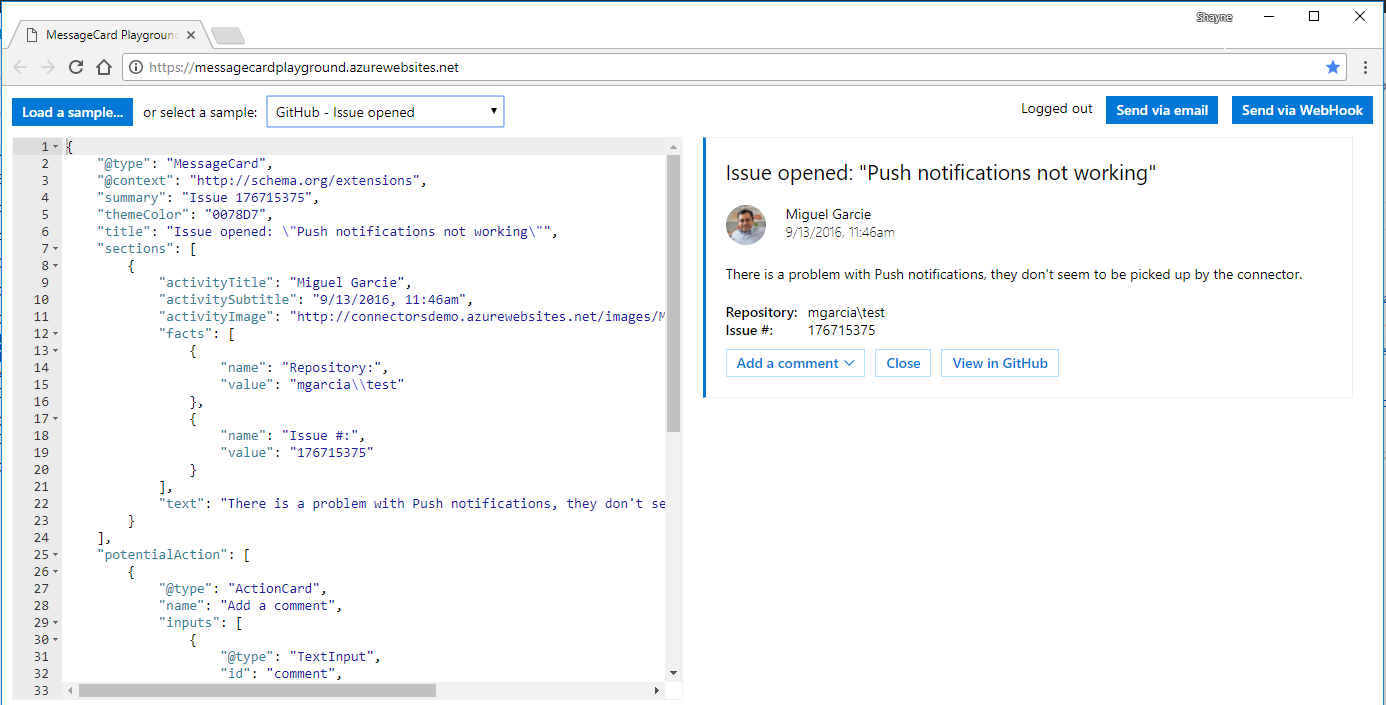 Shayne
MessageCard Playground
https://messagecardplayground.azurewebsites.net
Load a sample... or select a sample: GitHub - Issue opened Logged out Send via email Send via WebHook
1 {
2 "@type": "MessageCard",
3 "@context": "http://schema.org/extensions",
4 "summary": "Issue 176715375",
5 "themeColor": "0078D7",
6 "title": "Issue opened: \"Push notifications not working\"",
7 "sections": [
8 {
9 "activityTitle": "Miguel Garcie",
10 "activitySubtitle": "9/13/2016, 11:46am",
11 "activityImage": "http://connectorsdemo.azurewebsites.net/images/M
12 "facts": [
13 {
14 "name": "Repository:",
15 "value": "mgarcia\\test"
16 },
17 {
18 "name": "Issue #:",
19 "value": "176715375"
20 }
21 ],
22 "text": "There is a problem with Push notifications, they don't se
23 }
24 ],
25 "potentialAction": [
26 {
27 "@type": "ActionCard",
28 "name": "Add a comment",
29 "inputs": [
30 {
31 "@type": "TextInput",
32 "id": "comment",
33
Issue opened: "Push notifications not working"
Miguel Garcie
9/13/2016, 11:46am
There is a problem with Push notifications, they don't seem to be picked up by the connector.
Repository: mgarcia\test
Issue #: 176715375
Add a comment Close View in GitHub